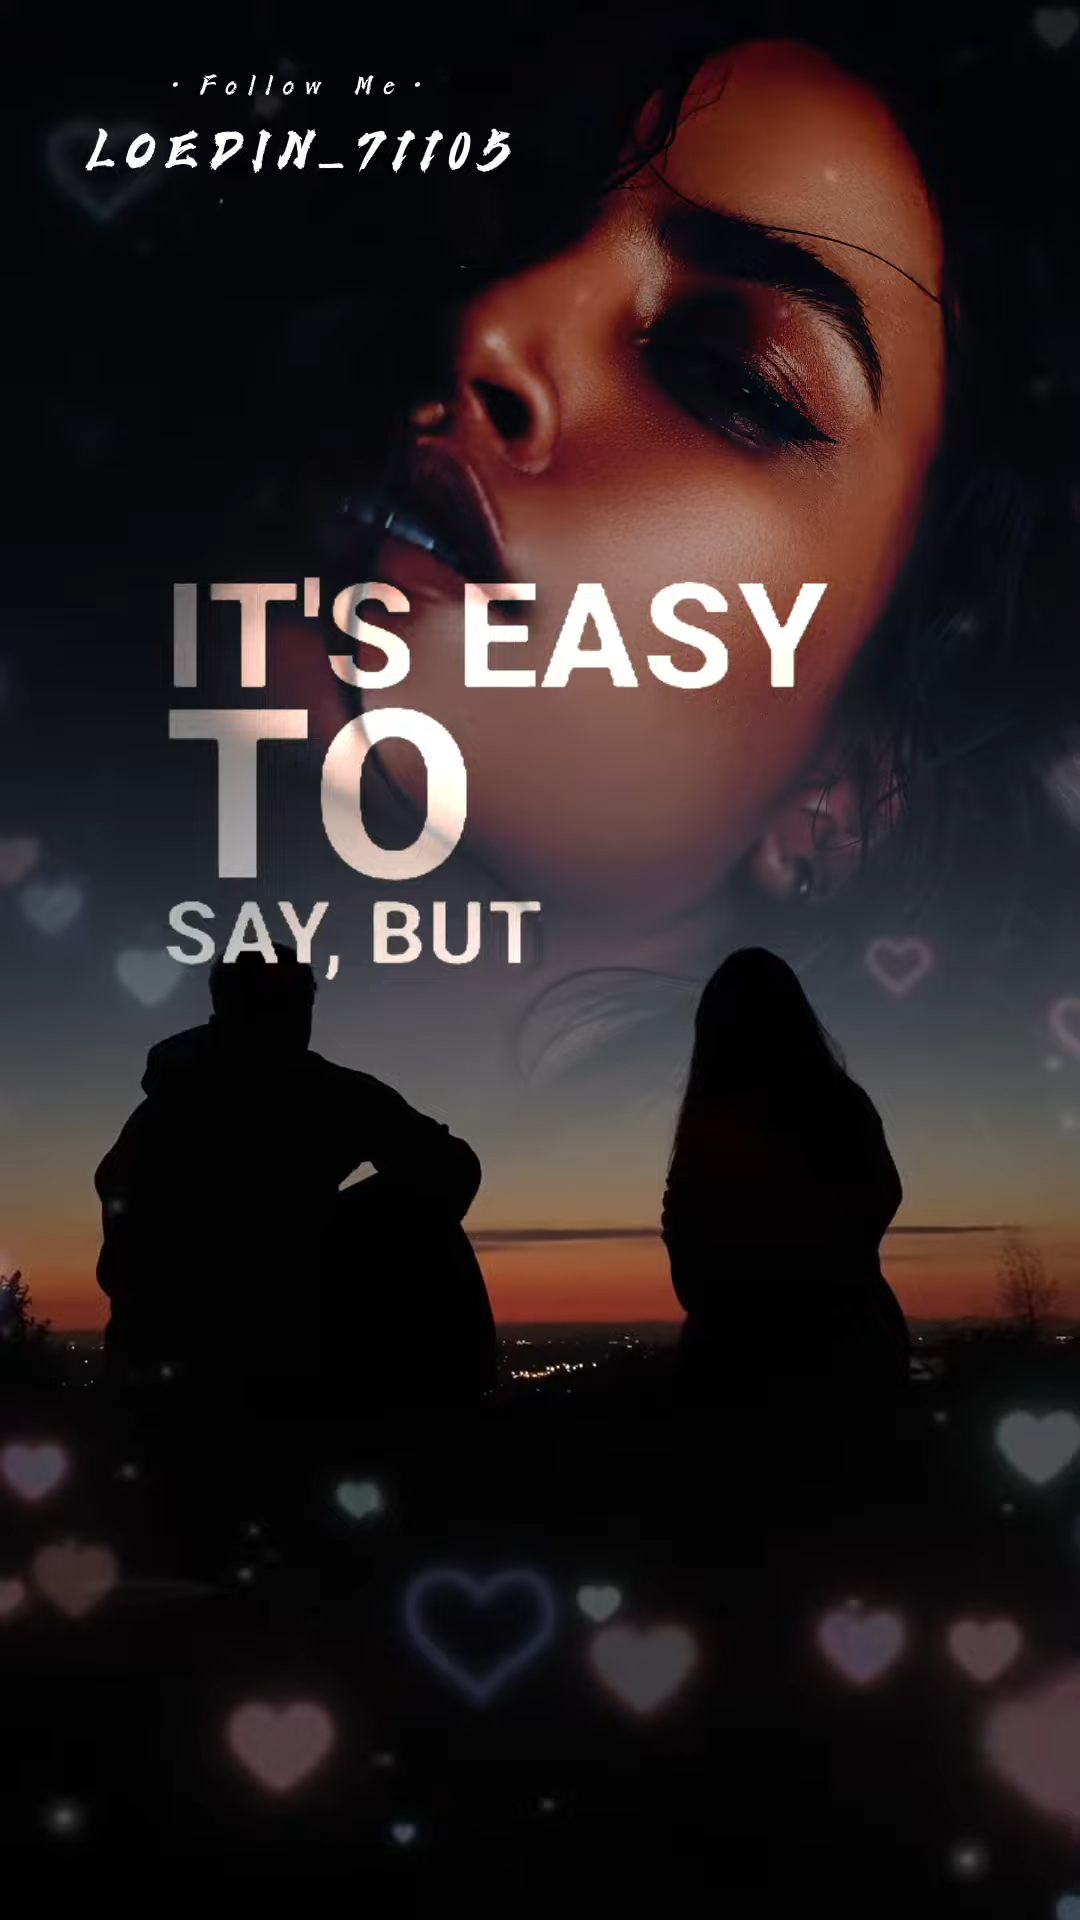 · Follow Me ·
LOEDIN_71105
IT'S EASY
TO
SAY, BUT